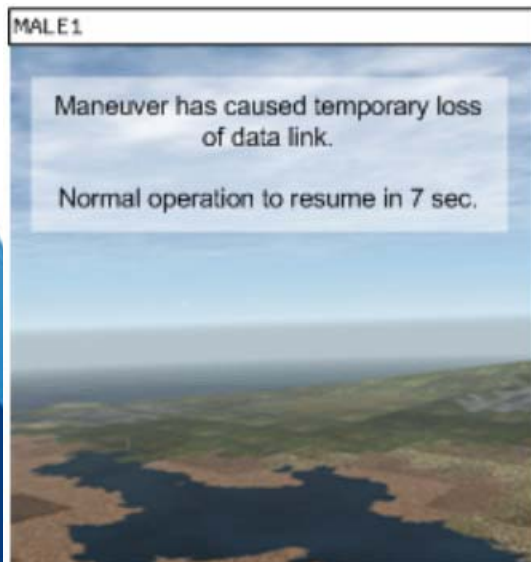 MALE1
Maneuver has caused temporary loss
of data link.
Normal operation to resume in 7 sec.